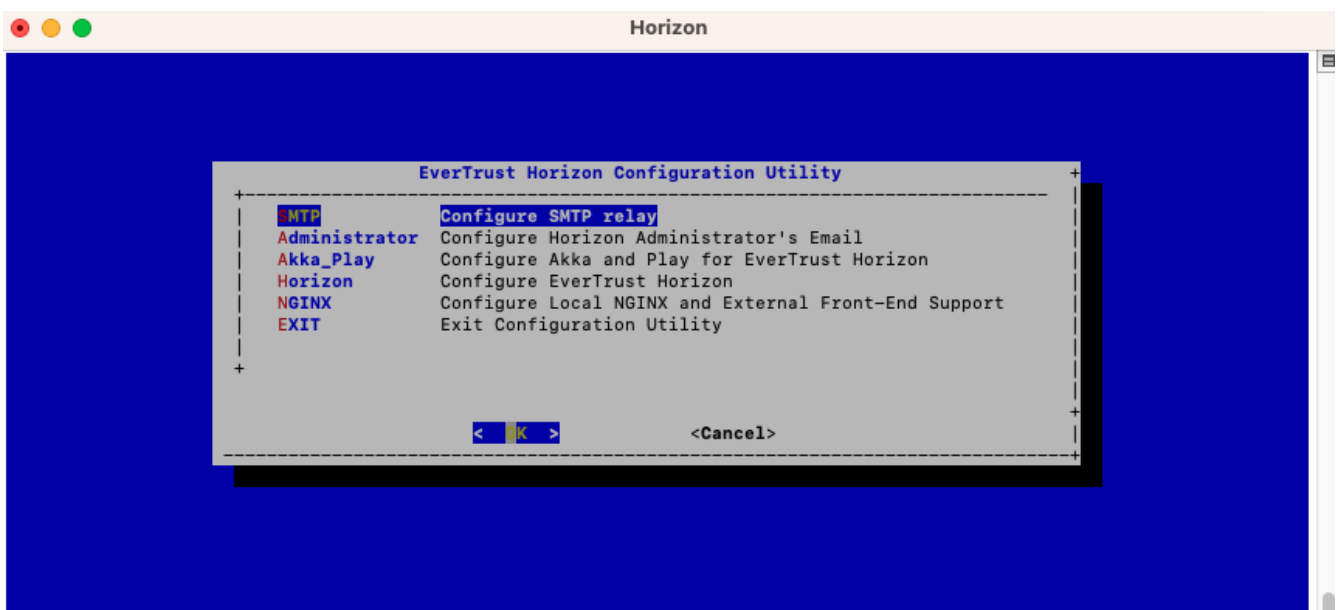 Horizon
EverTrust Horizon Configuration Utility
SMTP Configure SMTP relay
Administrator Configure Horizon Administrator's Email
Akka_Play Configure Akka and Play for EverTrust Horizon
Horizon Configure EverTrust Horizon
NGINX Configure Local NGINX and External Front-End Support
EXIT Exit Configuration Utility
< OK > <Cancel>